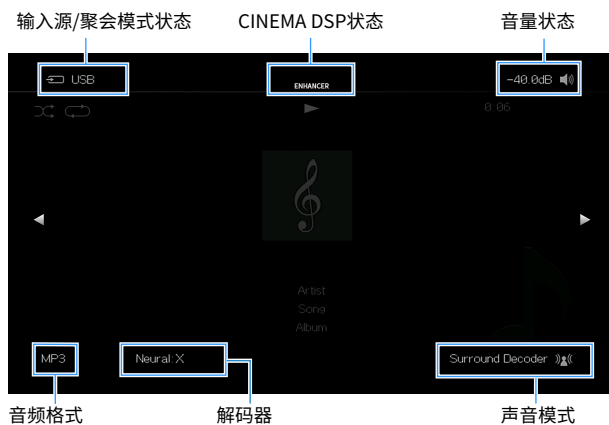 输入源/聚会模式状态 CINEMA DSP状态 音量状态
USB ENHANCER -40.0dB
0:06
Artist
Song
Album
MP3 Neural:X Surround Decoder
音频格式 解码器 声音模式